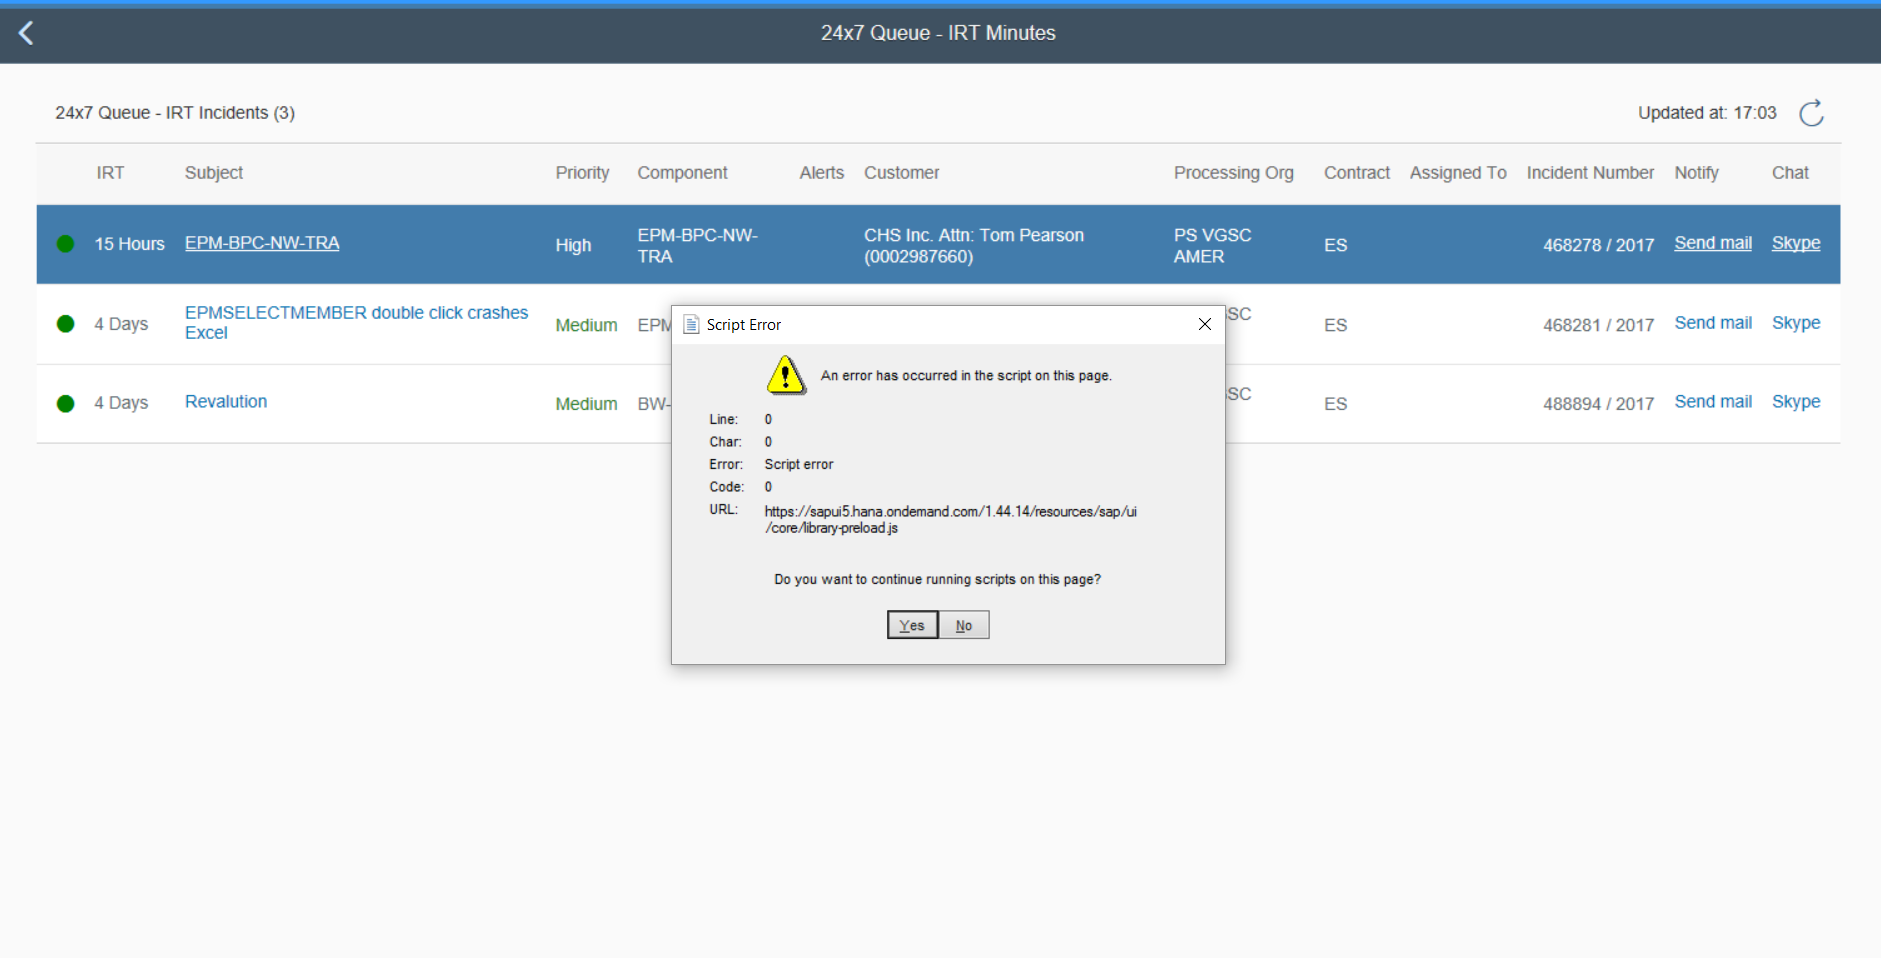 24x7 Queue - IRT Minutes
24x7 Queue - IRT Incidents (3)
Updated at: 17:03
IRT Subject Priority Component Alerts Customer Processing Org Contract Assigned To Incident Number Notify Chat
15 Hours EPM-BPC-NW-TRA High EPM-BPC-NW- CHS Inc. Attn: Tom Pearson PS VGSC ES 468278 / 2017 Send mail Skype
TRA (0002987660) AMER
4 Days EPMSELECTMEMBER double click crashes Medium EPM SC ES 468281 / 2017 Send mail Skype
Excel
4 Days Revalution Medium BW- SC ES 488894 / 2017 Send mail Skype
Script Error
An error has occurred in the script on this page.
Line: 0
Char: 0
Error: Script error
Code: 0
URL: https://sapui5.hana.ondemand.com/1.44.14/resources/sap/ui
/core/library-preload.js
Do you want to continue running scripts on this page?
Yes No